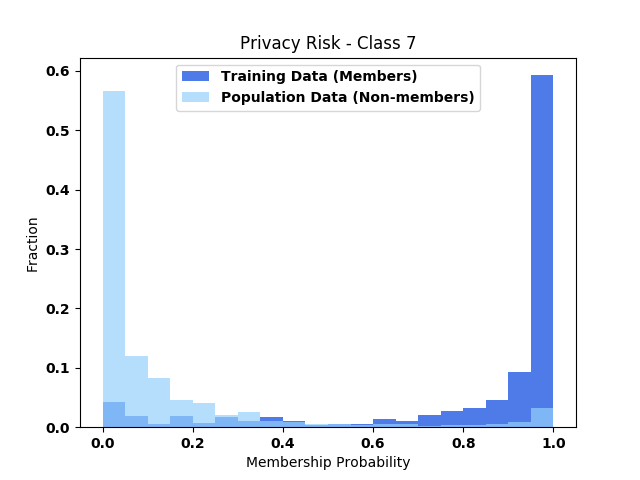 Privacy Risk - Class 7
Training Data (Members)
Population Data (Non-members)
0.6
0.5
0.4
0.3
0.2
0.1
0.0
Fraction
0.0 0.2 0.4 0.6 0.8 1.0
Membership Probability